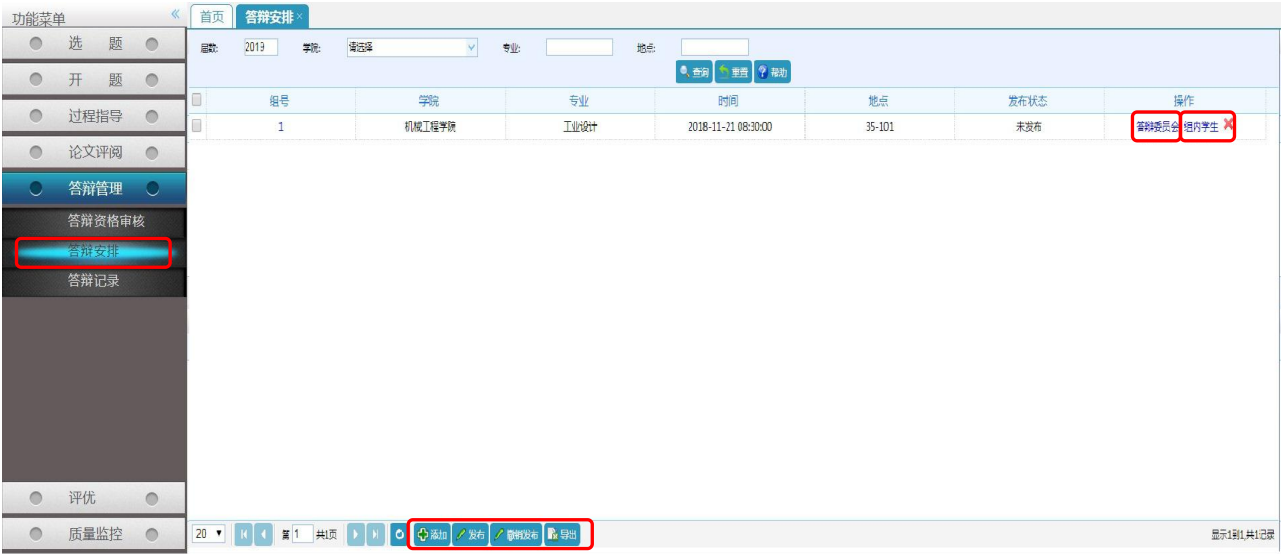 功能菜单 «
首页 答辩安排×
选 题
开 题
过程指导
论文评阅
答辩管理
答辩资格审核
答辩安排
答辩记录
评优
质量监控
届数: 2019 学院: 请选择 专业: 地点:
查询 重置 帮助
组号 学院 专业 时间 地点 发布状态 操作
1 机械工程学院 工业设计 2018-11-21 08:30:00 35-101 未发布 答辩委员会 组内学生
20 第 1 共1页 添加 发布 撤销发布 导出 显示1到1,共1记录